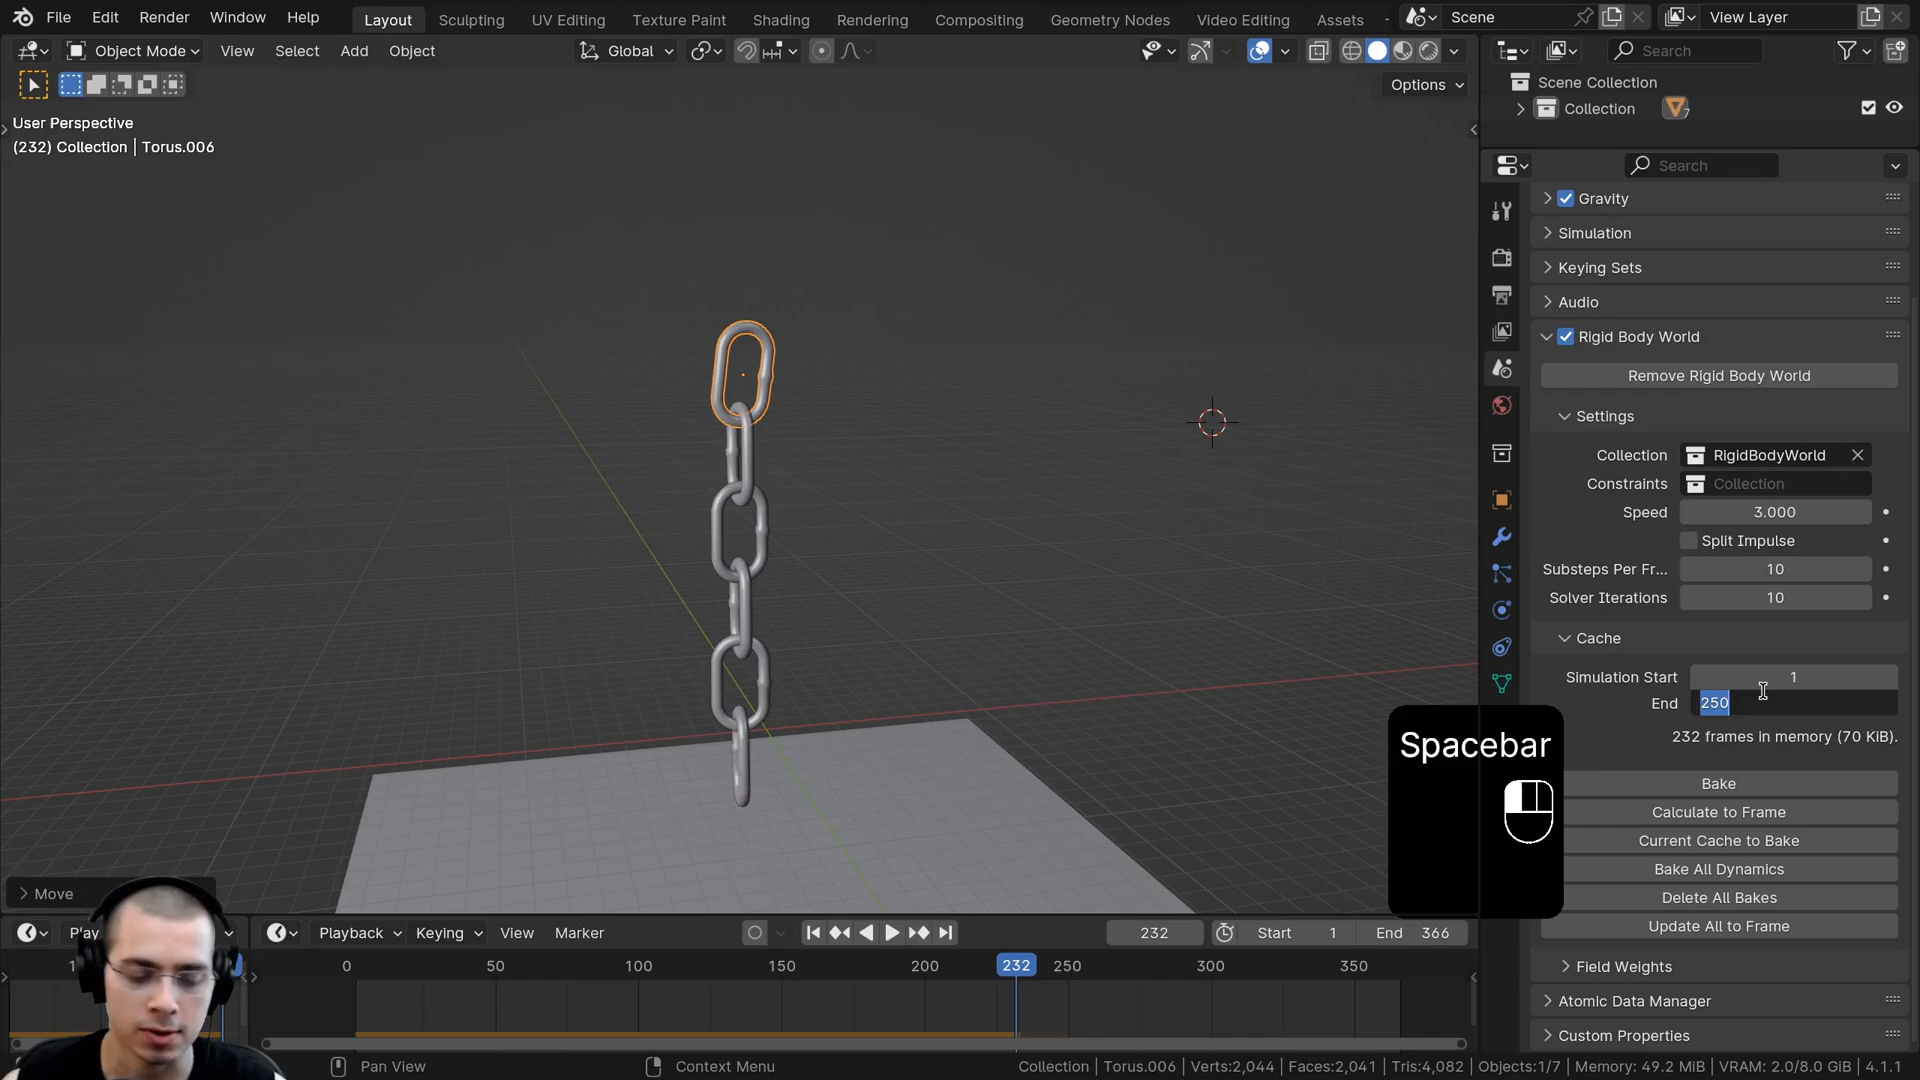 File Edit Render Window Help Layout Sculpting UV Editing Texture Paint Shading Rendering Compositing Geometry Nodes Video Editing Assets Scene View Layer
Object Mode View Select Add Object Global Search
Options
Scene Collection
Collection 7
User Perspective
(232) Collection | Torus.006
Search
Gravity
Simulation
Keying Sets
Audio
Rigid Body World
Remove Rigid Body World
Settings
Collection RigidBodyWorld
Constraints Collection
Speed 3.000
Split Impulse
Substeps Per Fr... 10
Solver Iterations 10
Cache
Simulation Start 1
End 250
232 frames in memory (70 KiB).
Spacebar
Bake
Calculate to Frame
Current Cache to Bake
Bake All Dynamics
Delete All Bakes
Update All to Frame
Field Weights
Atomic Data Manager
Custom Properties
Move
Playback Keying View Marker 232 Start 1 End 366
0 50 100 150 200 232 250 300 350
Pan View Context Menu Collection | Torus.006 | Verts:2,044 | Faces:2,041 | Tris:4,082 | Objects:1/7 | Memory: 49.2 MiB | VRAM: 2.0/8.0 GiB | 4.1.1